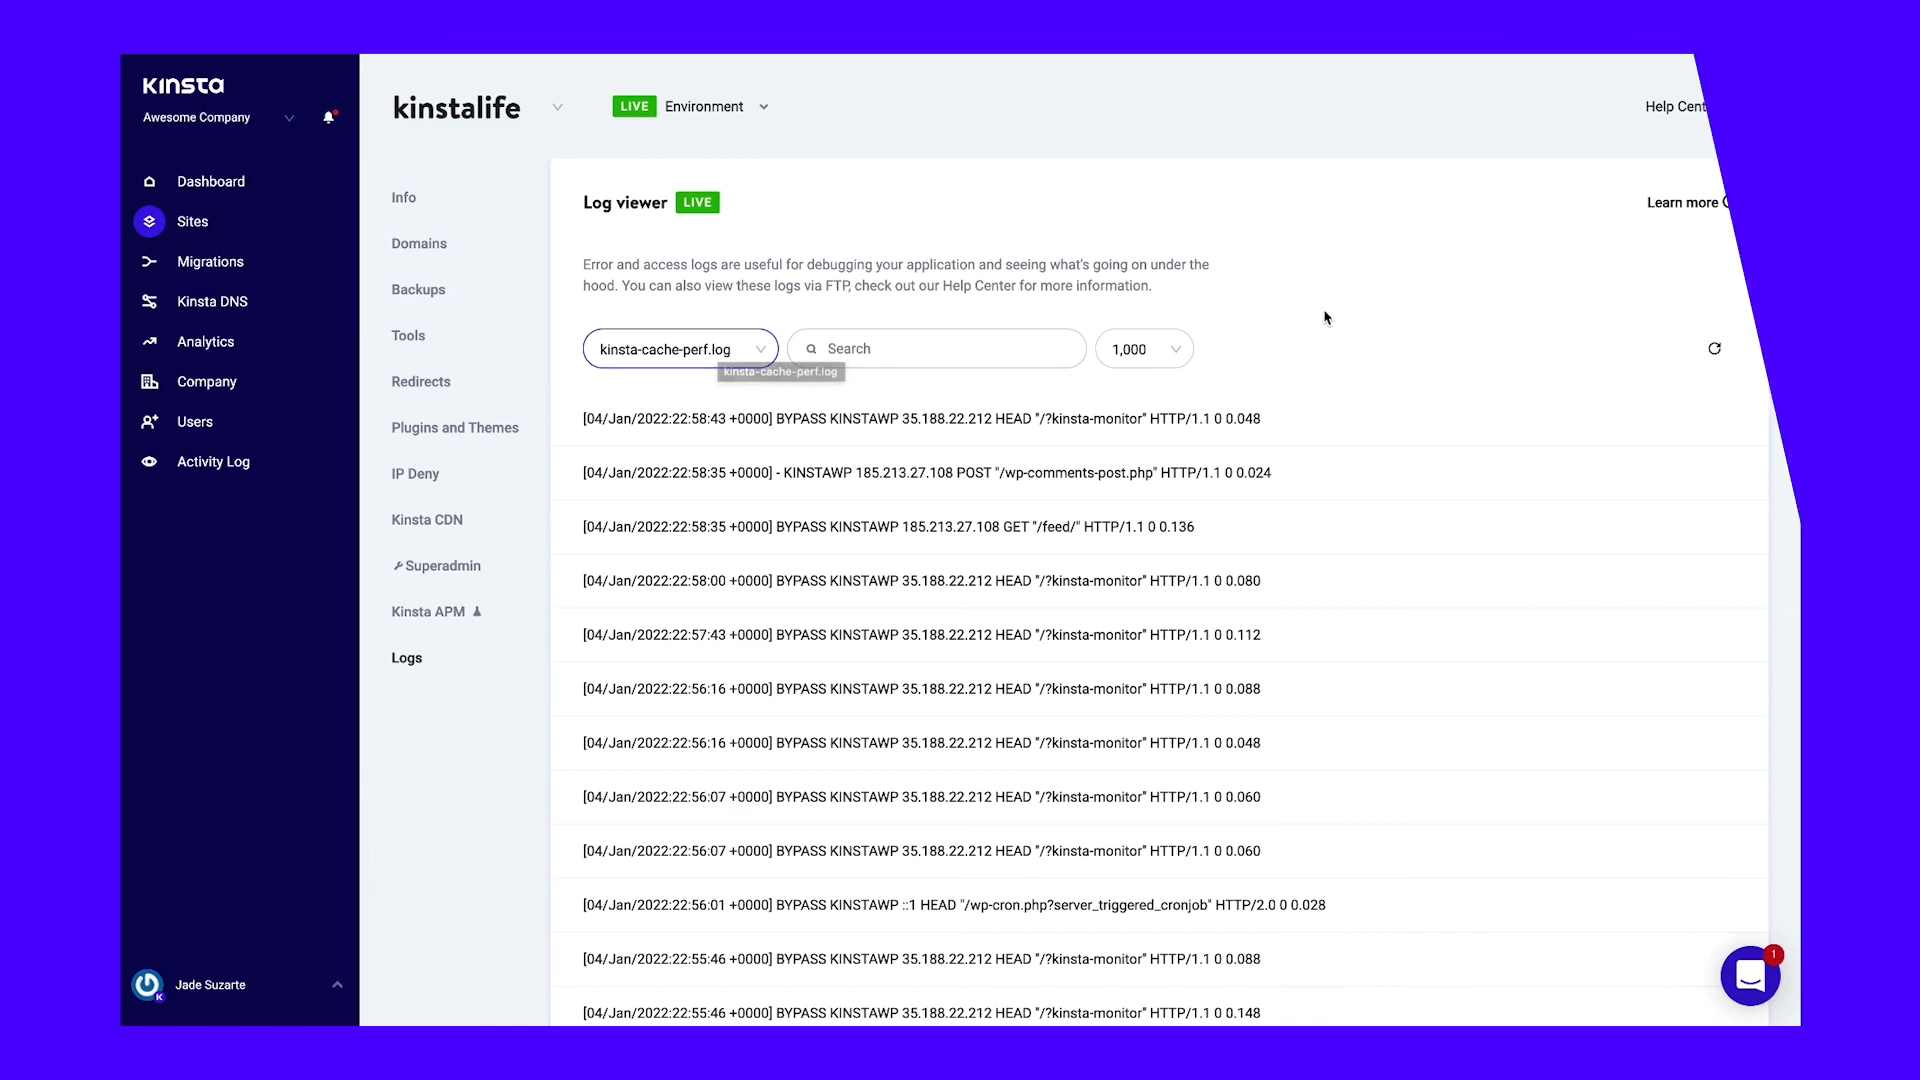 Kinsta
Awesome Company
Dashboard
Sites
Migrations
Kinsta DNS
Analytics
Company
Users
Activity Log
Jade Suzarte
K
kinstalife
LIVE Environment
Help Cent
Info
Domains
Backups
Tools
Redirects
Plugins and Themes
IP Deny
Kinsta CDN
Superadmin
Kinsta APM
Logs
Log viewer LIVE
Learn more
Error and access logs are useful for debugging your application and seeing what's going on under the
hood. You can also view these logs via FTP, check out our Help Center for more information.
kinsta-cache-perf.log
Search
1,000
kinsta-cache-perf.log
[04/Jan/2022:22:58:43 +0000] BYPASS KINSTAWP 35.188.22.212 HEAD "/?kinsta-monitor" HTTP/1.1 0 0.048
[04/Jan/2022:22:58:35 +0000] - KINSTAWP 185.213.27.108 POST "/wp-comments-post.php" HTTP/1.1 0 0.024
[04/Jan/2022:22:58:35 +0000] BYPASS KINSTAWP 185.213.27.108 GET "/feed/" HTTP/1.1 0 0.136
[04/Jan/2022:22:58:00 +0000] BYPASS KINSTAWP 35.188.22.212 HEAD "/?kinsta-monitor" HTTP/1.1 0 0.080
[04/Jan/2022:22:57:43 +0000] BYPASS KINSTAWP 35.188.22.212 HEAD "/?kinsta-monitor" HTTP/1.1 0 0.112
[04/Jan/2022:22:56:16 +0000] BYPASS KINSTAWP 35.188.22.212 HEAD "/?kinsta-monitor" HTTP/1.1 0 0.088
[04/Jan/2022:22:56:16 +0000] BYPASS KINSTAWP 35.188.22.212 HEAD "/?kinsta-monitor" HTTP/1.1 0 0.048
[04/Jan/2022:22:56:07 +0000] BYPASS KINSTAWP 35.188.22.212 HEAD "/?kinsta-monitor" HTTP/1.1 0 0.060
[04/Jan/2022:22:56:07 +0000] BYPASS KINSTAWP 35.188.22.212 HEAD "/?kinsta-monitor" HTTP/1.1 0 0.060
[04/Jan/2022:22:56:01 +0000] BYPASS KINSTAWP ::1 HEAD "/wp-cron.php?server_triggered_cronjob" HTTP/2.0 0 0.028
[04/Jan/2022:22:55:46 +0000] BYPASS KINSTAWP 35.188.22.212 HEAD "/?kinsta-monitor" HTTP/1.1 0 0.088
[04/Jan/2022:22:55:46 +0000] BYPASS KINSTAWP 35.188.22.212 HEAD "/?kinsta-monitor" HTTP/1.1 0 0.148
1